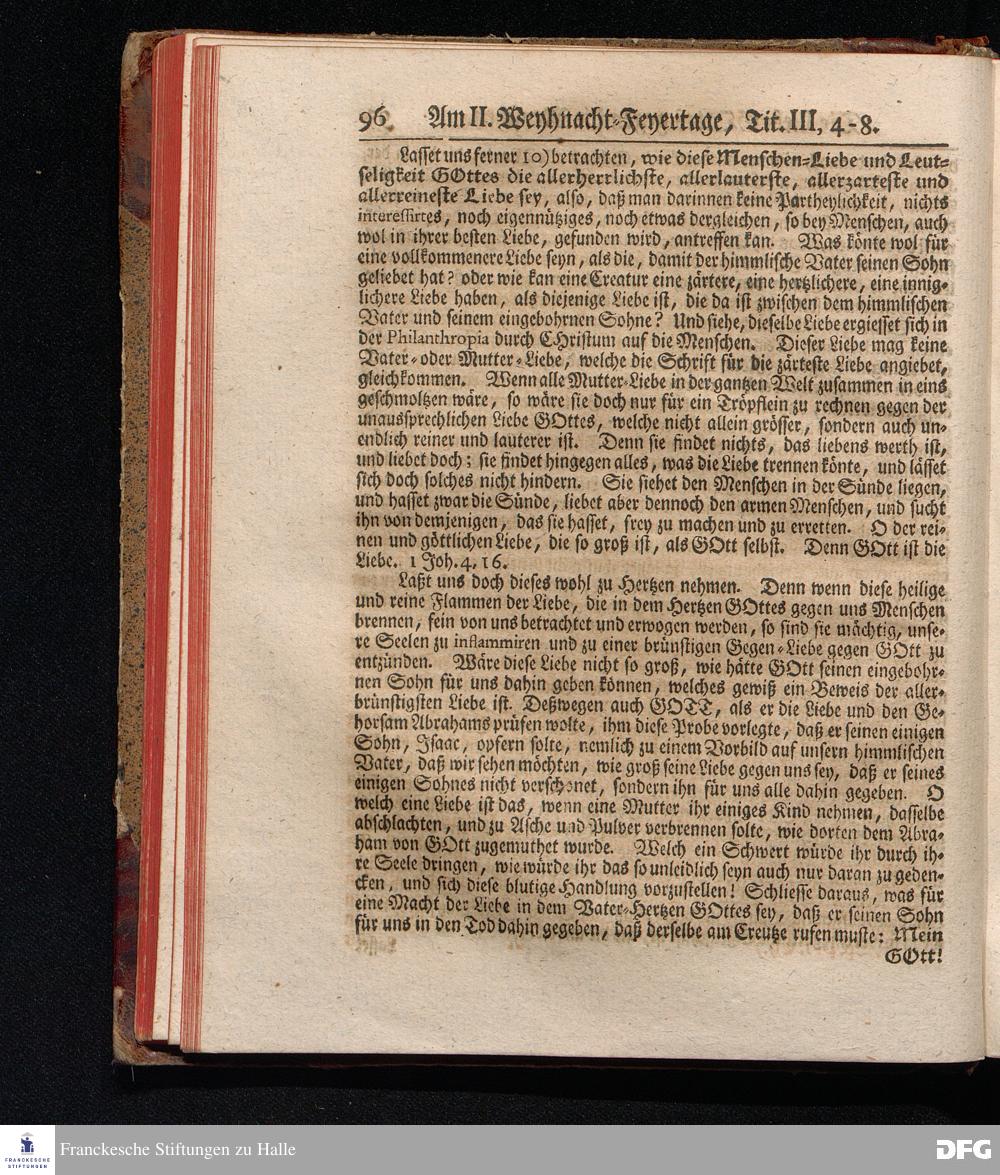 96 Am II. Weyhnacht-Feyertage, Tit. III, 4-8.
Lasset uns ferner 10) betrachten, wie diese Menschen-Liebe und Leut-
seligkeit GOttes die allerherrlichste, allerlauterste, allerzarteste und
allerreineste Liebe sey, also, daß man darinnen keine Partheylichkeit, nichts
interessirtes, noch eigennütziges, noch etwas dergleichen, so bey Menschen, auch
wol in ihrer besten Liebe, gefunden wird, antreffen kan. Was könte wol für
eine vollkommenere Liebe seyn, als die, damit der himmlische Vater seinen Sohn
geliebet hat? oder wie kan eine Creatur eine zärtere, eine hertzlichere, eine innig-
lichere Liebe haben, als diejenige Liebe ist, die da ist zwischen dem himmlischen
Vater und seinem eingebohrnen Sohne? Und siehe, dieselbe Liebe ergiesset sich in
der Philanthropia durch CHristum auf die Menschen. Dieser Liebe mag keine
Vater- oder Mutter-Liebe, welche die Schrift für die zärteste Liebe angiebet,
gleichkommen. Wenn alle Mutter-Liebe in der gantzen Welt zusammen in eins
geschmoltzen wäre, so wäre sie doch nur für ein Tröpflein zu rechnen gegen der
unaussprechlichen Liebe GOttes, welche nicht allein grösser, sondern auch un-
endlich reiner und lauterer ist. Denn sie findet nichts, das liebens werth ist,
und liebet doch; sie findet hingegen alles, was die Liebe trennen könte, und lässet
sich doch solches nicht hindern. Sie siehet den Menschen in der Sünde liegen,
und hasset zwar die Sünde, liebet aber dennoch den armen Menschen, und sucht
ihn von demjenigen, das sie hasset, frey zu machen und zu erretten. O der rei-
nen und göttlichen Liebe, die so groß ist, als GOtt selbst. Denn GOtt ist die
Liebe. 1 Joh. 4. 16.
Laßt uns doch dieses wohl zu Hertzen nehmen. Denn wenn diese heilige
und reine Flammen der Liebe, die in dem Hertzen GOttes gegen uns Menschen
brennen, fein von uns betrachtet und erwogen werden, so sind sie mächtig, unse-
re Seelen zu inflammiren und zu einer brünstigen Gegen-Liebe gegen GOtt zu
entzünden. Wäre diese Liebe nicht so groß, wie hätte GOtt seinen eingebohr-
nen Sohn für uns dahin geben können, welches gewiß ein Beweis der aller-
brünstigsten Liebe ist. Deßwegen auch GOTT, als er die Liebe und den Ge-
horsam Abrahams prüfen wolte, ihm diese Probe vorlegte, daß er seinen einigen
Sohn, Isaac, opfern solte, nemlich zu einem Vorbild auf unsern himmlischen
Vater, daß wir sehen möchten, wie groß seine Liebe gegen uns sey, daß er seines
einigen Sohnes nicht verschonet, sondern ihn für uns alle dahin gegeben. O
welch eine Liebe ist das, wenn eine Mutter ihr einiges Kind nehmen, dasselbe
abschlachten, und zu Asche und Pulver verbrennen solte, wie dorten dem Abra-
ham von GOtt zugemuthet wurde. Welch ein Schwert würde ihr durch ih-
re Seele dringen, wie würde ihr das so unleidlich seyn auch nur daran zu geden-
cken, und sich diese blutige Handlung vorzustellen! Schliesse daraus, was für
eine Macht der Liebe in dem Vater-Hertzen GOttes sey, daß er seinen Sohn
für uns in den Tod dahin gegeben, daß derselbe am Creutze rufen muste: Mein
GOtt!
FRANCKESCHE
STIFTUNGEN
Franckesche Stiftungen zu Halle
DFG